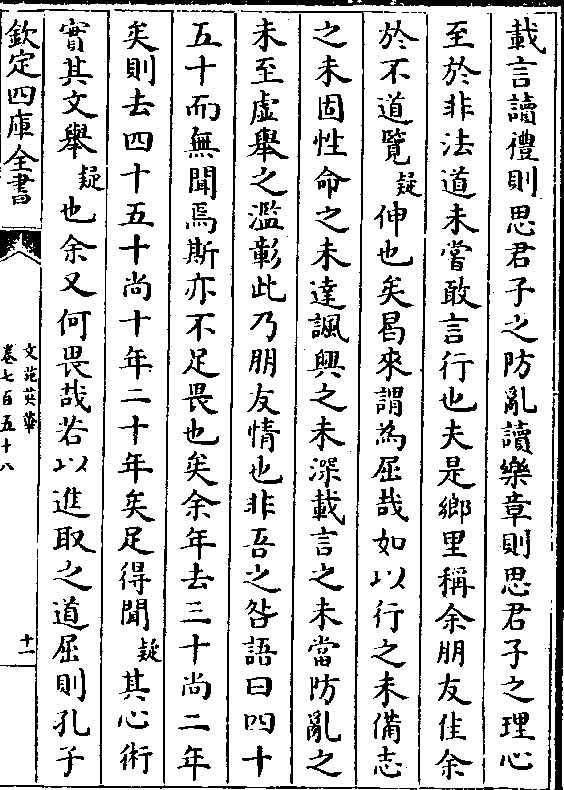 載言讀禮則思君子之防亂讀樂章則思君子之理心
至於非法道未嘗敢言行也夫是鄉里稱余朋友佳余
於不道覽疑伸也矣曷來謂為屈哉如以行之未備志
之未固性命之未達諷興之未深載言之未當防亂之
未至虛舉之濫彰此乃朋友情也非吾之咎語曰四十
五十而無聞焉斯亦不足畏也矣余年去三十尚二年
矣則去四十五十尚十年二十年矣足得聞疑其心術
實其文舉疑也余又何畏哉若以進取之道屈則孔子
欽定四庫全書
文苑英華
卷七百五十八
十一